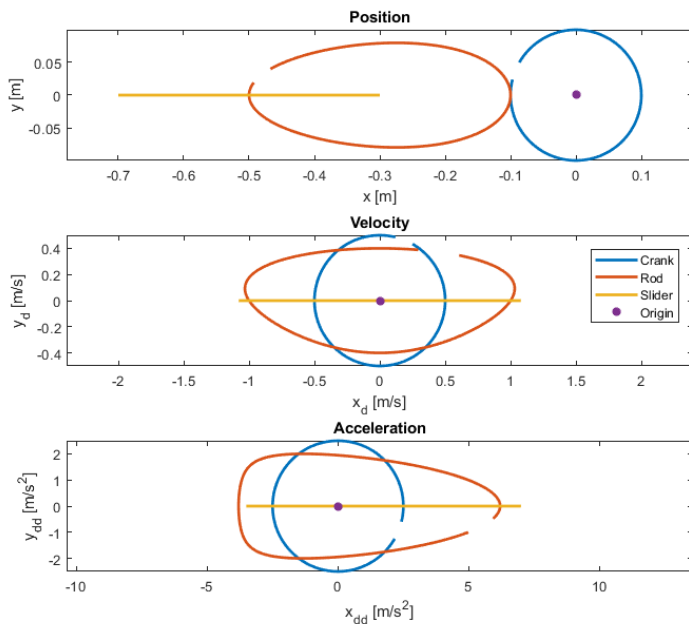 Position
0.05
0
-0.05
y [m]
-0.7 -0.6 -0.5 -0.4 -0.3 -0.2 -0.1 0 0.1
x [m]
Velocity
0.4
0.2
0
-0.2
-0.4
y_d [m/s]
Crank
Rod
Slider
Origin
-2 -1.5 -1 -0.5 0 0.5 1 1.5 2
x_d [m/s]
Acceleration
2
1
0
-1
-2
y_dd [m/s²]
-10 -5 0 5 10
x_dd [m/s²]